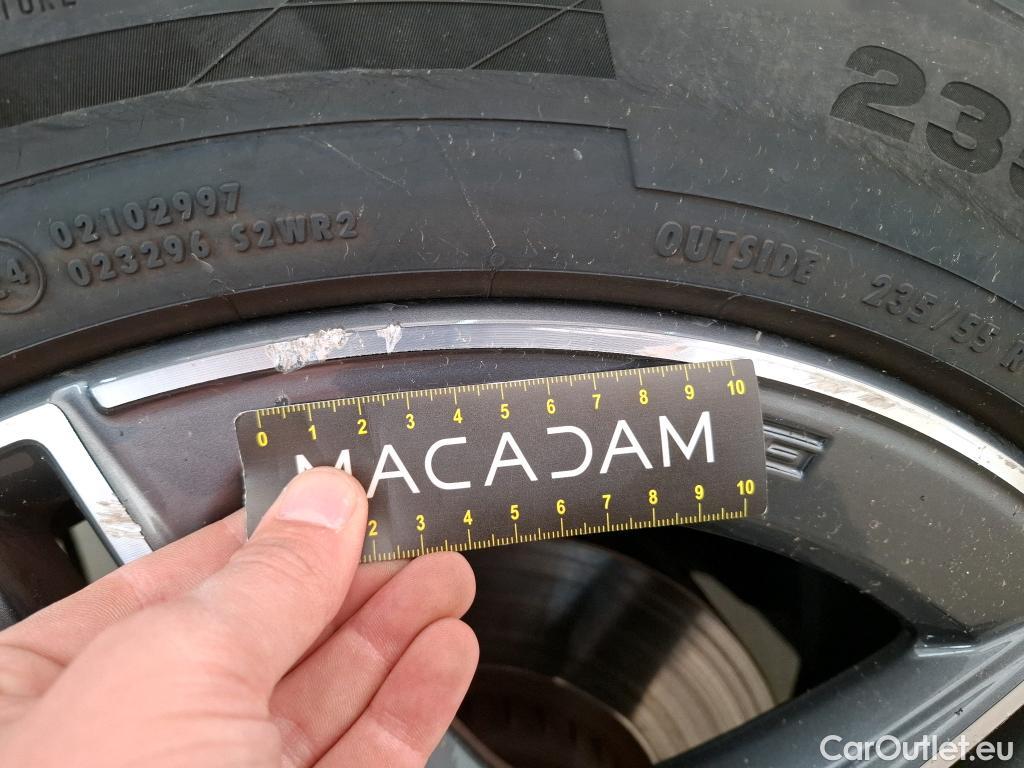 235
02102997
023296 S2WR2
OUTSIDE
235/55 R
0 1 2 3 4 5 6 7 8 9 10
MACADAM
2 3 4 5 6 7 8 9 10
CarOutlet.eu